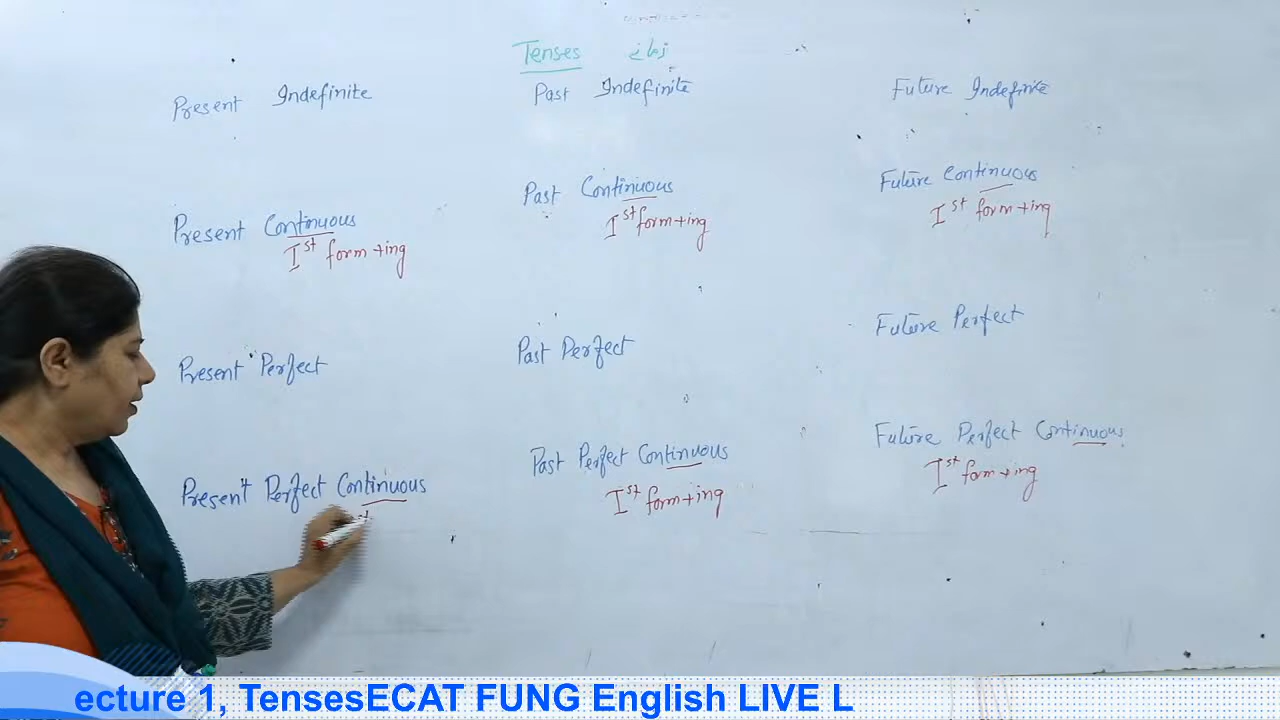 Tenses زمانے
Present Indefinite
Past Indefinite
Future Indefinite
Present Continuous
Ist form+ing
Past Continuous
Ist form+ing
Future Continuous
Ist form+ing
Present Perfect
Past Perfect
Future Perfect
Present Perfect Continuous
Past Perfect Continuous
Ist form+ing
Future Perfect Continuous
Ist form+ing
ecture 1, TensesECAT FUNG English LIVE L